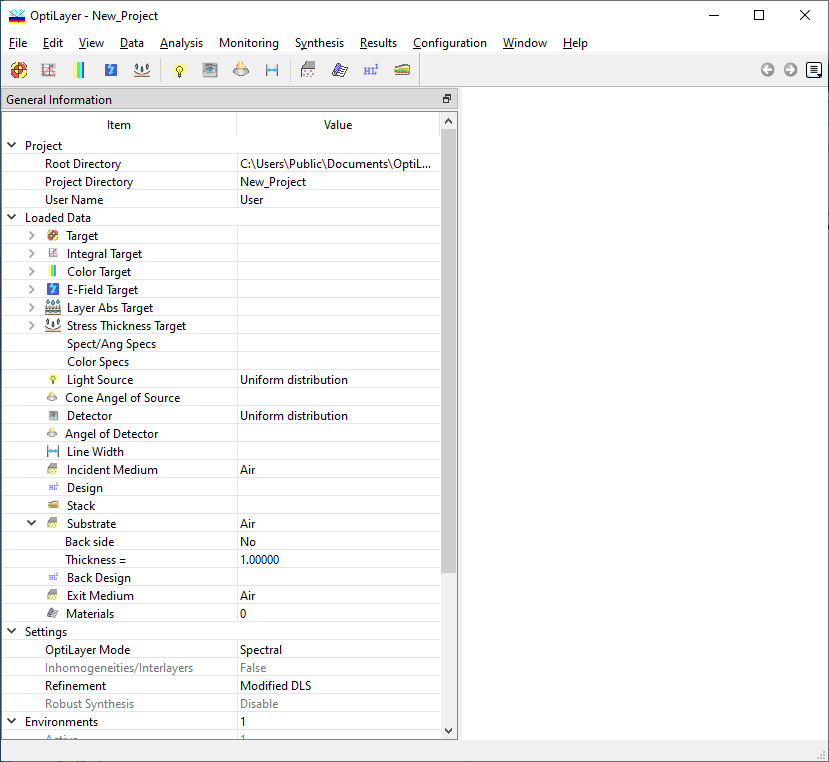 OptiLayer - New_Project
File Edit View Data Analysis Monitoring Synthesis Results Configuration Window Help
HL¹
General Information
Item Value
Project
Root Directory C:\Users\Public\Documents\OptiL...
Project Directory New_Project
User Name User
Loaded Data
Target
Integral Target
Color Target
E-Field Target
Layer Abs Target
Stress Thickness Target
Spect/Ang Specs
Color Specs
Light Source Uniform distribution
Cone Angel of Source
Detector Uniform distribution
Angel of Detector
Line Width
Incident Medium Air
HL¹ Design
Stack
Substrate Air
Back side No
Thickness = 1.00000
HL¹ Back Design
Exit Medium Air
Materials 0
Settings
OptiLayer Mode Spectral
Inhomogeneities/Interlayers False
Refinement Modified DLS
Robust Synthesis Disable
Environments 1
Active 1